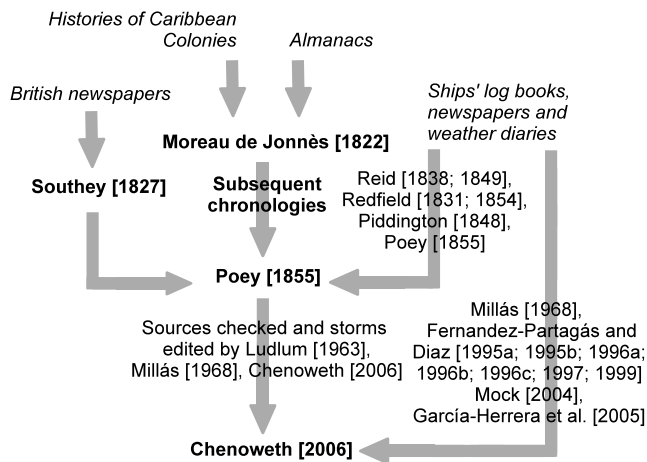 Histories of Caribbean
Colonies
Almanacs
British newspapers
Ships' log books,
newspapers and
weather diaries
Moreau de Jonnès [1822]
Southey [1827]
Subsequent
chronologies
Reid [1838; 1849],
Redfield [1831; 1854],
Piddington [1848],
Poey [1855]
Poey [1855]
Sources checked and storms
edited by Ludlum [1963],
Millás [1968], Chenoweth [2006]
Millás [1968],
Fernandez-Partagás and
Diaz [1995a; 1995b; 1996a;
1996b; 1996c; 1997; 1999]
Mock [2004],
García-Herrera et al. [2005]
Chenoweth [2006]